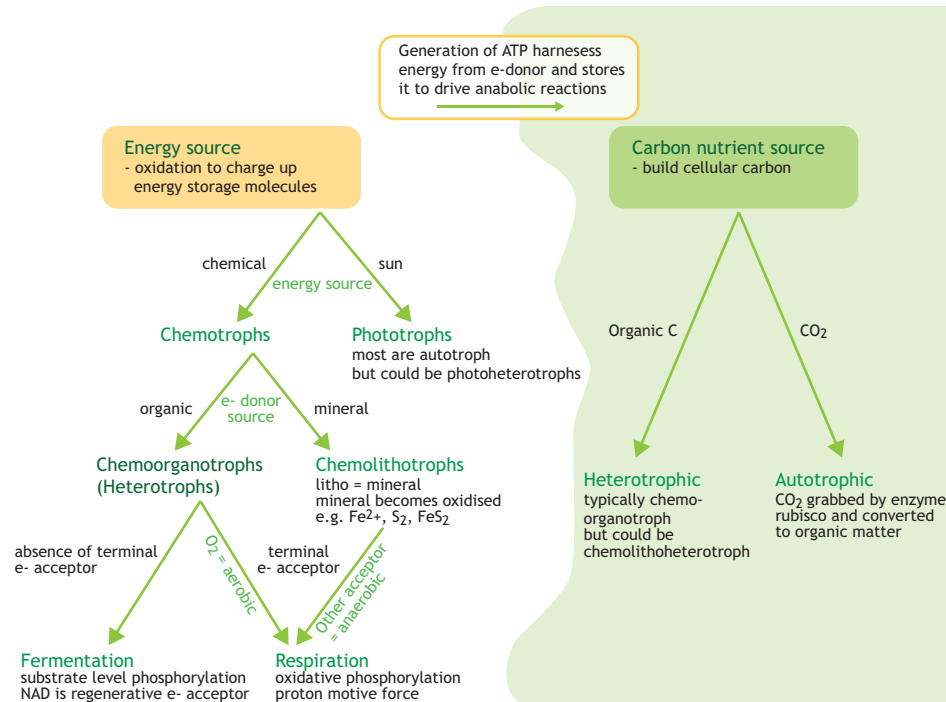 Generation of ATP harnesess
energy from e-donor and stores
it to drive anabolic reactions
Energy source
- oxidation to charge up
energy storage molecules
Carbon nutrient source
- build cellular carbon
chemical
sun
energy source
Chemotrophs
Phototrophs
most are autotroph
but could be photoheterotrophs
Organic C
CO₂
organic
e- donor
source
mineral
Chemoorganotrophs
(Heterotrophs)
Chemolithotrophs
litho = mineral
mineral becomes oxidised
e.g. Fe²⁺, S₂, FeS₂
Heterotrophic
typically chemo-
organotroph
but could be
chemolithoheterotroph
Autotrophic
CO₂ grabbed by enzyme
rubisco and converted
to organic matter
absence of terminal
e- acceptor
O₂ = aerobic
terminal
e- acceptor
Other acceptor
= anaerobic
Fermentation
substrate level phosphorylation
NAD is regenerative e- acceptor
Respiration
oxidative phosphorylation
proton motive force